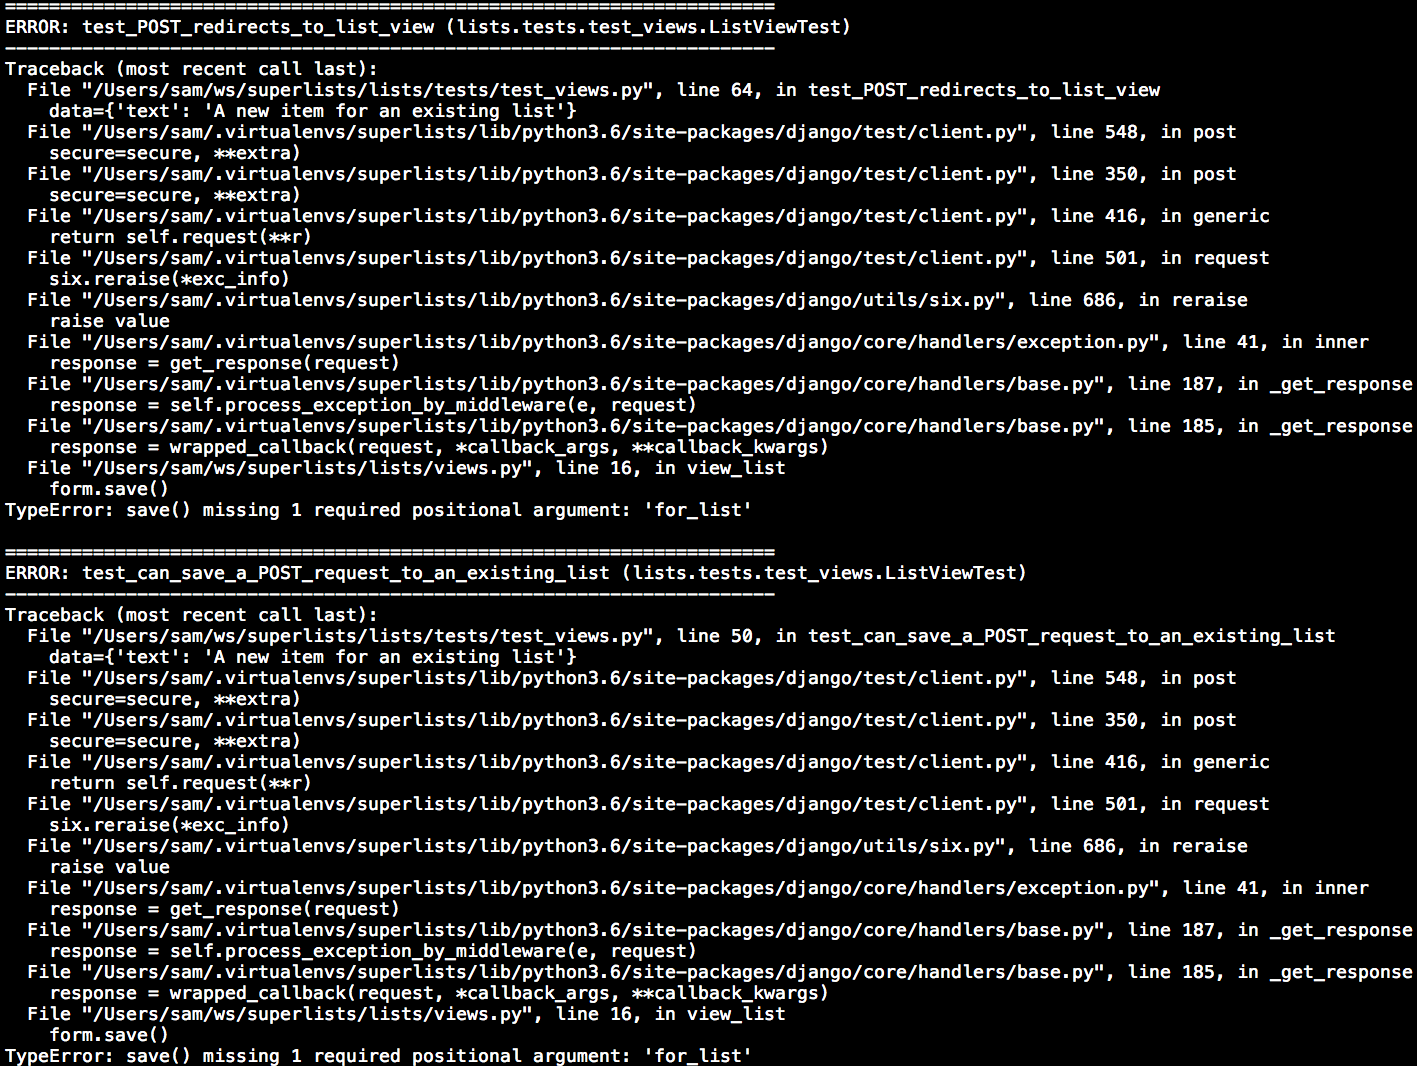 ======================================================================
ERROR: test_POST_redirects_to_list_view (lists.tests.test_views.ListViewTest)
----------------------------------------------------------------------
Traceback (most recent call last):
  File "/Users/sam/ws/superlists/lists/tests/test_views.py", line 64, in test_POST_redirects_to_list_view
    data={'text': 'A new item for an existing list'}
  File "/Users/sam/.virtualenvs/superlists/lib/python3.6/site-packages/django/test/client.py", line 548, in post
    secure=secure, **extra)
  File "/Users/sam/.virtualenvs/superlists/lib/python3.6/site-packages/django/test/client.py", line 350, in post
    secure=secure, **extra)
  File "/Users/sam/.virtualenvs/superlists/lib/python3.6/site-packages/django/test/client.py", line 416, in generic
    return self.request(**r)
  File "/Users/sam/.virtualenvs/superlists/lib/python3.6/site-packages/django/test/client.py", line 501, in request
    six.reraise(*exc_info)
  File "/Users/sam/.virtualenvs/superlists/lib/python3.6/site-packages/django/utils/six.py", line 686, in reraise
    raise value
  File "/Users/sam/.virtualenvs/superlists/lib/python3.6/site-packages/django/core/handlers/exception.py", line 41, in inner
    response = get_response(request)
  File "/Users/sam/.virtualenvs/superlists/lib/python3.6/site-packages/django/core/handlers/base.py", line 187, in _get_response
    response = self.process_exception_by_middleware(e, request)
  File "/Users/sam/.virtualenvs/superlists/lib/python3.6/site-packages/django/core/handlers/base.py", line 185, in _get_response
    response = wrapped_callback(request, *callback_args, **callback_kwargs)
  File "/Users/sam/ws/superlists/lists/views.py", line 16, in view_list
    form.save()
TypeError: save() missing 1 required positional argument: 'for_list'

======================================================================
ERROR: test_can_save_a_POST_request_to_an_existing_list (lists.tests.test_views.ListViewTest)
----------------------------------------------------------------------
Traceback (most recent call last):
  File "/Users/sam/ws/superlists/lists/tests/test_views.py", line 50, in test_can_save_a_POST_request_to_an_existing_list
    data={'text': 'A new item for an existing list'}
  File "/Users/sam/.virtualenvs/superlists/lib/python3.6/site-packages/django/test/client.py", line 548, in post
    secure=secure, **extra)
  File "/Users/sam/.virtualenvs/superlists/lib/python3.6/site-packages/django/test/client.py", line 350, in post
    secure=secure, **extra)
  File "/Users/sam/.virtualenvs/superlists/lib/python3.6/site-packages/django/test/client.py", line 416, in generic
    return self.request(**r)
  File "/Users/sam/.virtualenvs/superlists/lib/python3.6/site-packages/django/test/client.py", line 501, in request
    six.reraise(*exc_info)
  File "/Users/sam/.virtualenvs/superlists/lib/python3.6/site-packages/django/utils/six.py", line 686, in reraise
    raise value
  File "/Users/sam/.virtualenvs/superlists/lib/python3.6/site-packages/django/core/handlers/exception.py", line 41, in inner
    response = get_response(request)
  File "/Users/sam/.virtualenvs/superlists/lib/python3.6/site-packages/django/core/handlers/base.py", line 187, in _get_response
    response = self.process_exception_by_middleware(e, request)
  File "/Users/sam/.virtualenvs/superlists/lib/python3.6/site-packages/django/core/handlers/base.py", line 185, in _get_response
    response = wrapped_callback(request, *callback_args, **callback_kwargs)
  File "/Users/sam/ws/superlists/lists/views.py", line 16, in view_list
    form.save()
TypeError: save() missing 1 required positional argument: 'for_list'